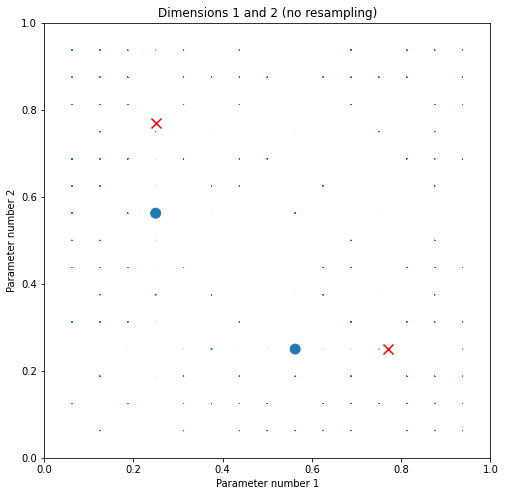 Dimensions 1 and 2 (no resampling)
1.0
0.8
0.6
0.4
0.2
0.0
Parameter number 2
0.0 0.2 0.4 0.6 0.8 1.0
Parameter number 1